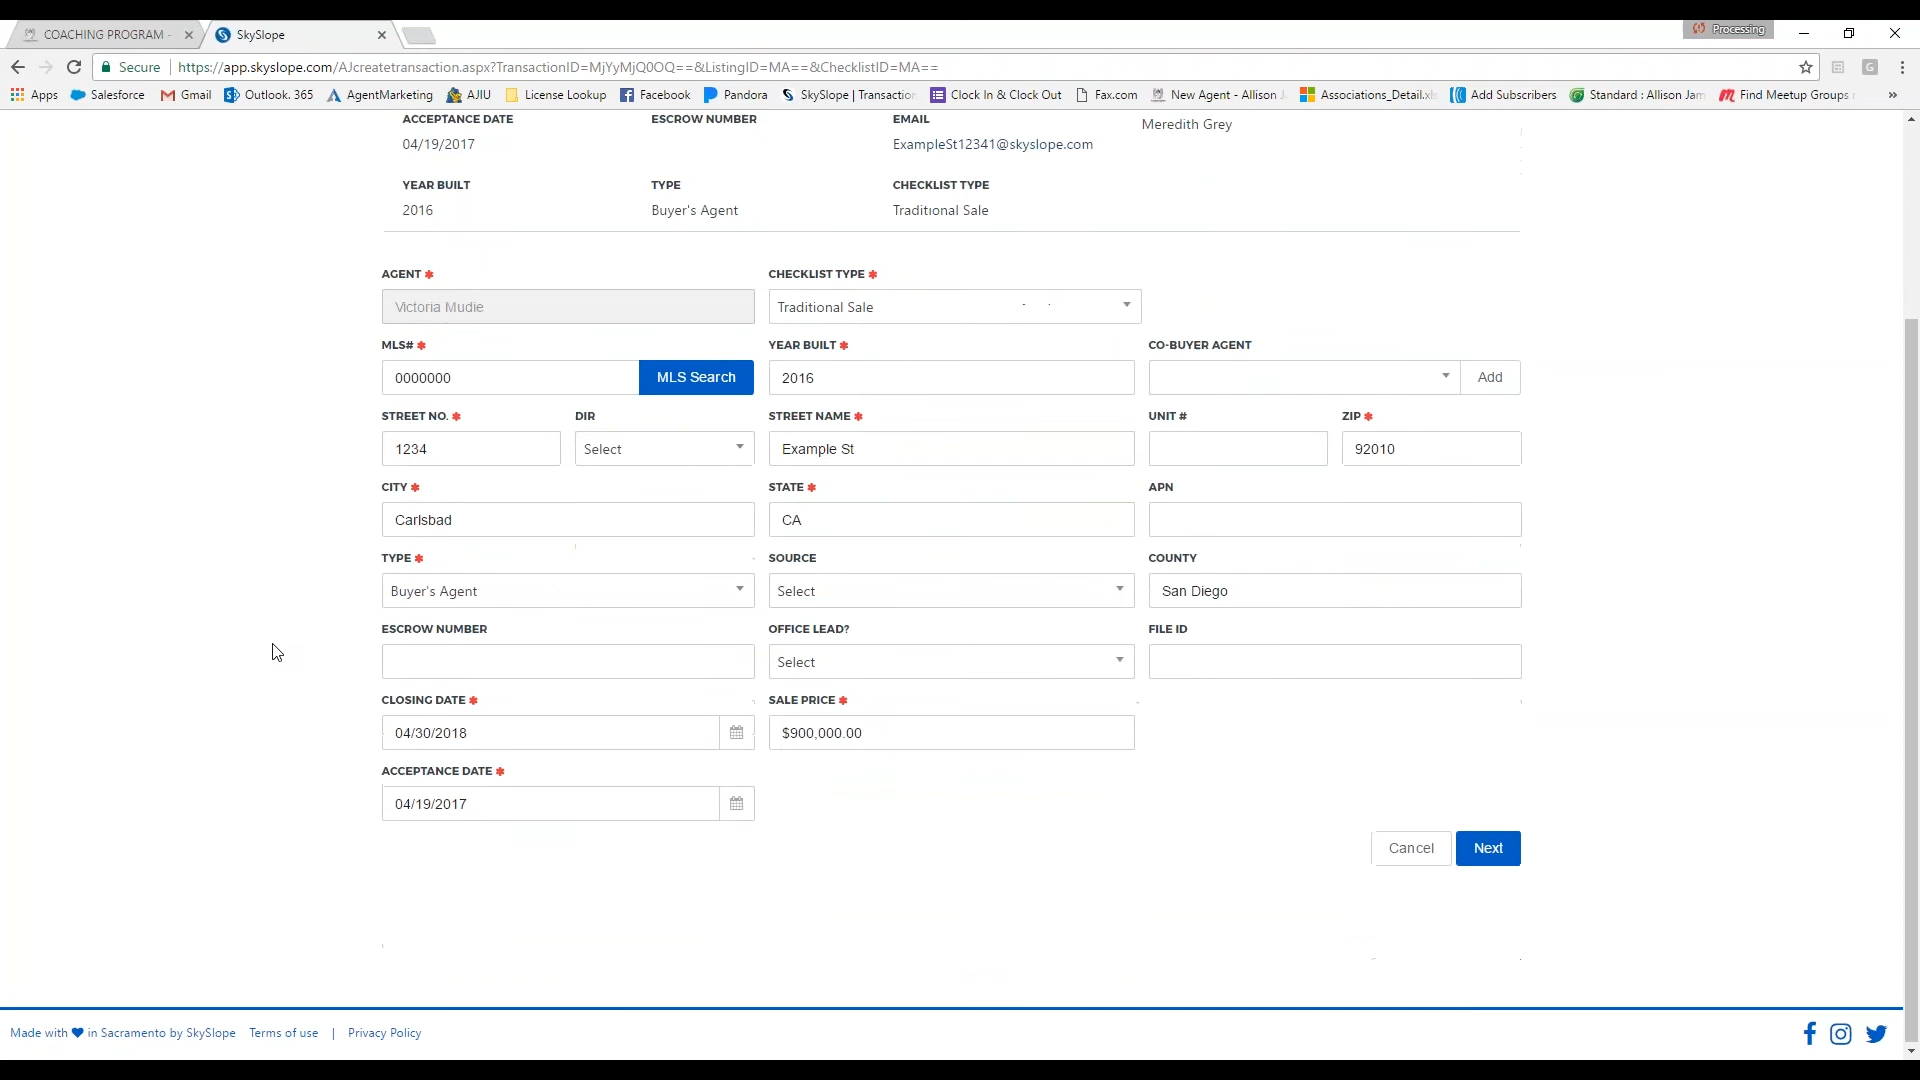 COACHING PROGRAM -
SkySlope
Processing
Secure https://app.skyslope.com/AJcreatetransaction.aspx?TransactionID=MjYyMjQ0OQ==&ListingID=MA==&ChecklistID=MA==
Apps Salesforce Gmail Outlook. 365 AgentMarketing AJIU License Lookup Facebook Pandora SkySlope | Transaction Clock In & Clock Out Fax.com New Agent - Allison J Associations_Detail.xls Add Subscribers Standard : Allison Jam Find Meetup Groups »
ACCEPTANCE DATE ESCROW NUMBER EMAIL Meredith Grey
04/19/2017 ExampleSt12341@skyslope.com
YEAR BUILT TYPE CHECKLIST TYPE
2016 Buyer's Agent Traditional Sale
AGENT * CHECKLIST TYPE *
Victoria Mudie Traditional Sale
MLS# * YEAR BUILT * CO-BUYER AGENT
0000000 MLS Search 2016 Add
STREET NO. * DIR STREET NAME * UNIT # ZIP *
1234 Select Example St 92010
CITY * STATE * APN
Carlsbad CA
TYPE * SOURCE COUNTY
Buyer's Agent Select San Diego
ESCROW NUMBER OFFICE LEAD? FILE ID
Select
CLOSING DATE * SALE PRICE *
04/30/2018 $900,000.00
ACCEPTANCE DATE *
04/19/2017
Cancel Next
Made with in Sacramento by SkySlope Terms of use | Privacy Policy